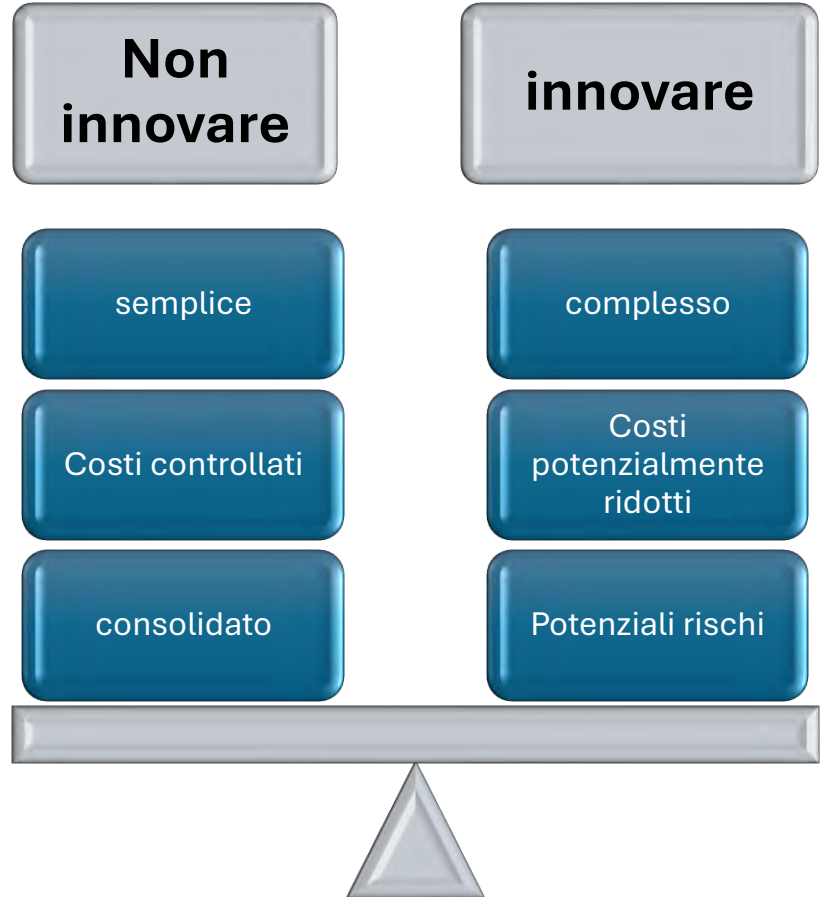 Non
innovare
innovare
semplice
complesso
Costi controllati
Costi
potenzialmente
ridotti
consolidato
Potenziali rischi